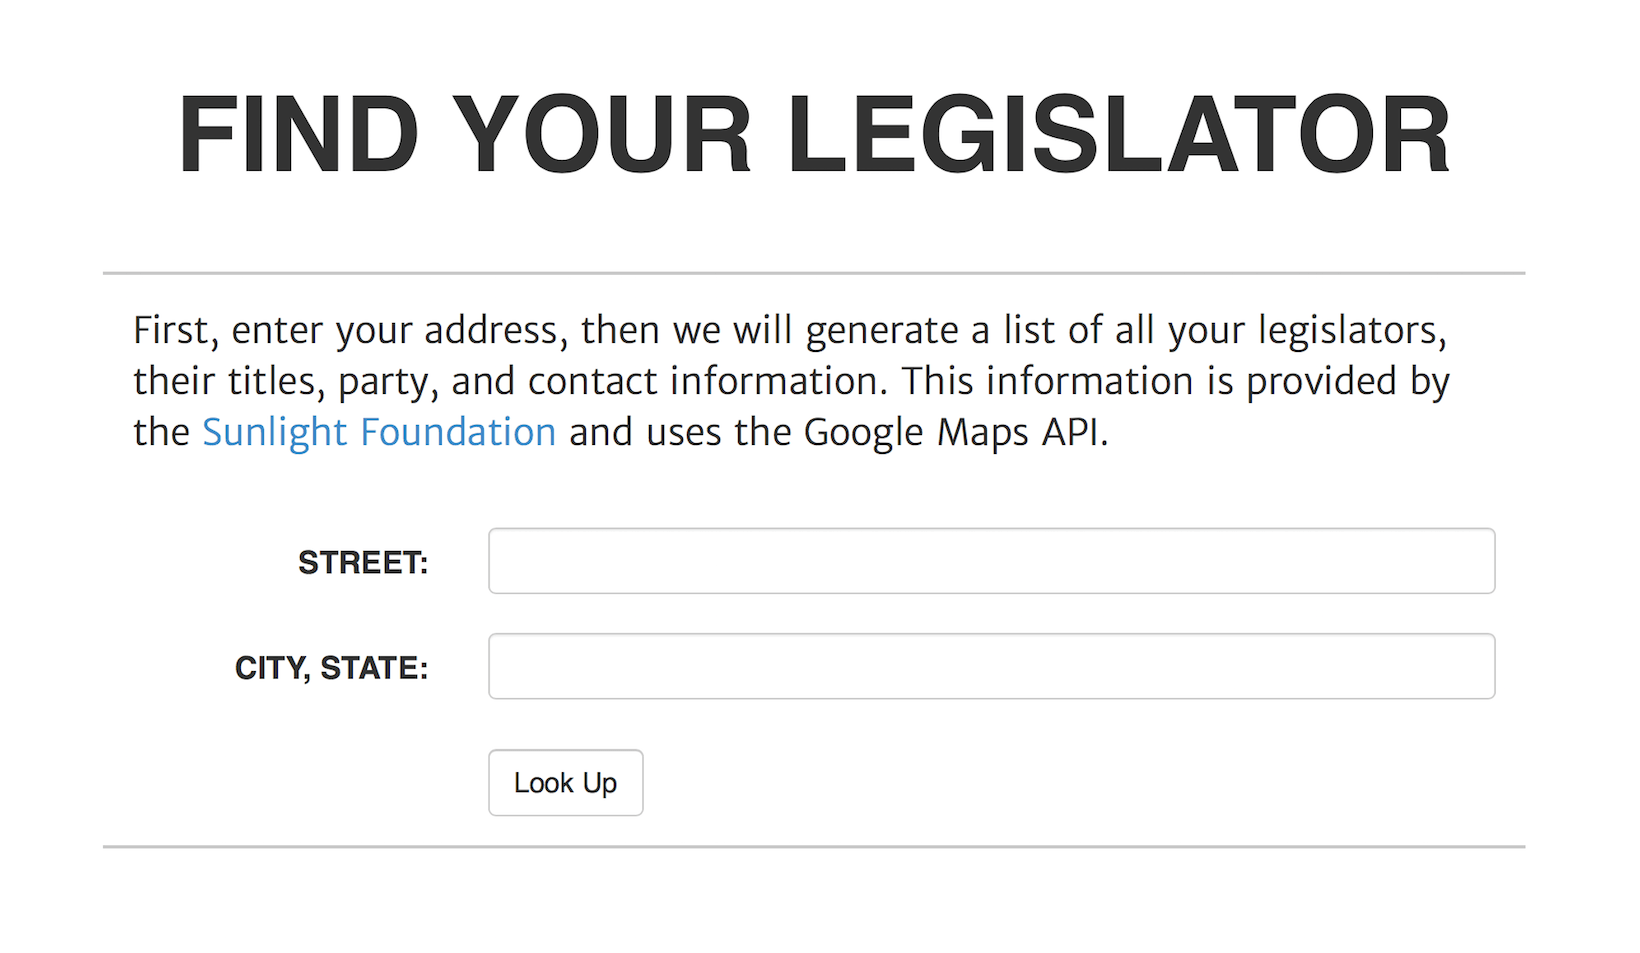 FIND YOUR LEGISLATOR
First, enter your address, then we will generate a list of all your legislators,
their titles, party, and contact information. This information is provided by
the Sunlight Foundation and uses the Google Maps API.
STREET:
CITY, STATE:
Look Up